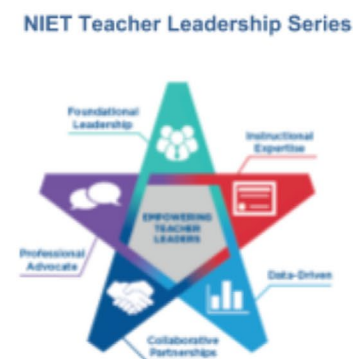 NIET Teacher Leadership Series
Foundational
Leadership
Instructional
Expertise
EMPOWERING
TEACHER
LEADERS
Professional
Advocate
Data-Driven
Collaborative
Partnerships